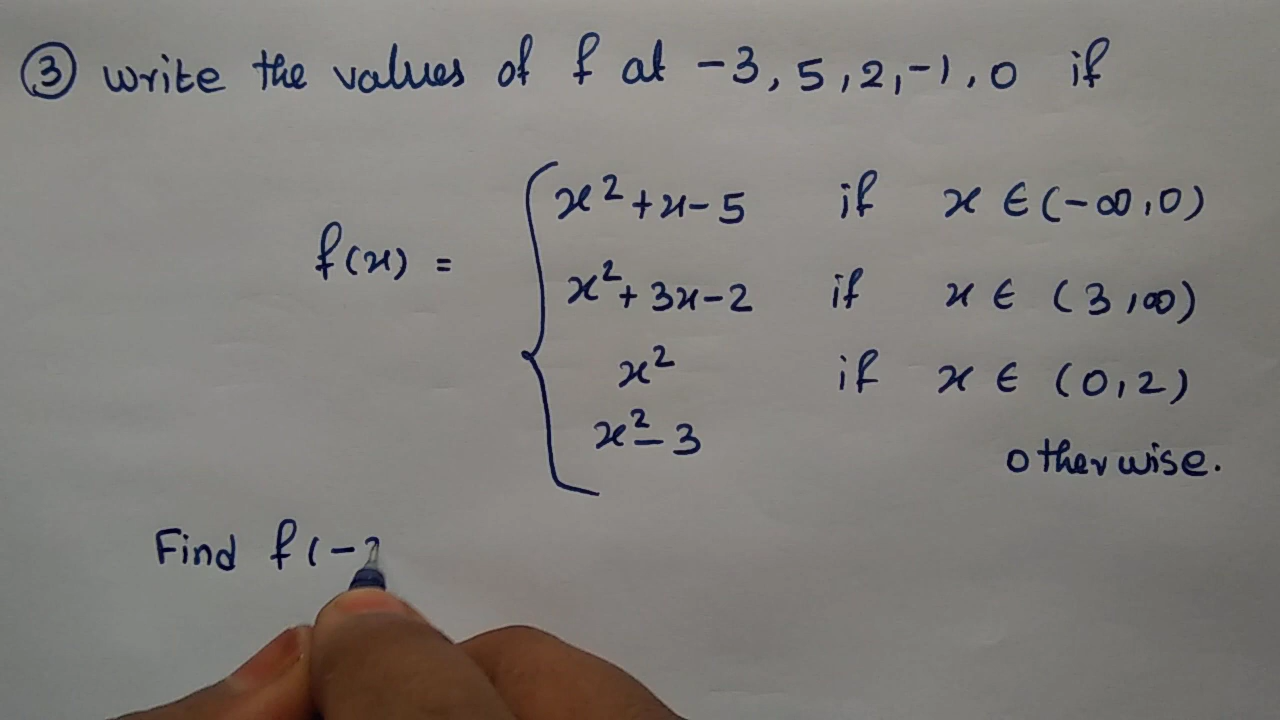 ③ write the values of f at -3, 5, 2, -1, 0 if
x² + x - 5 if x ∈ (-∞, 0)
f(x) =
x² + 3x - 2 if x ∈ (3, ∞)
x² if x ∈ (0, 2)
x² - 3 otherwise.
Find f(-